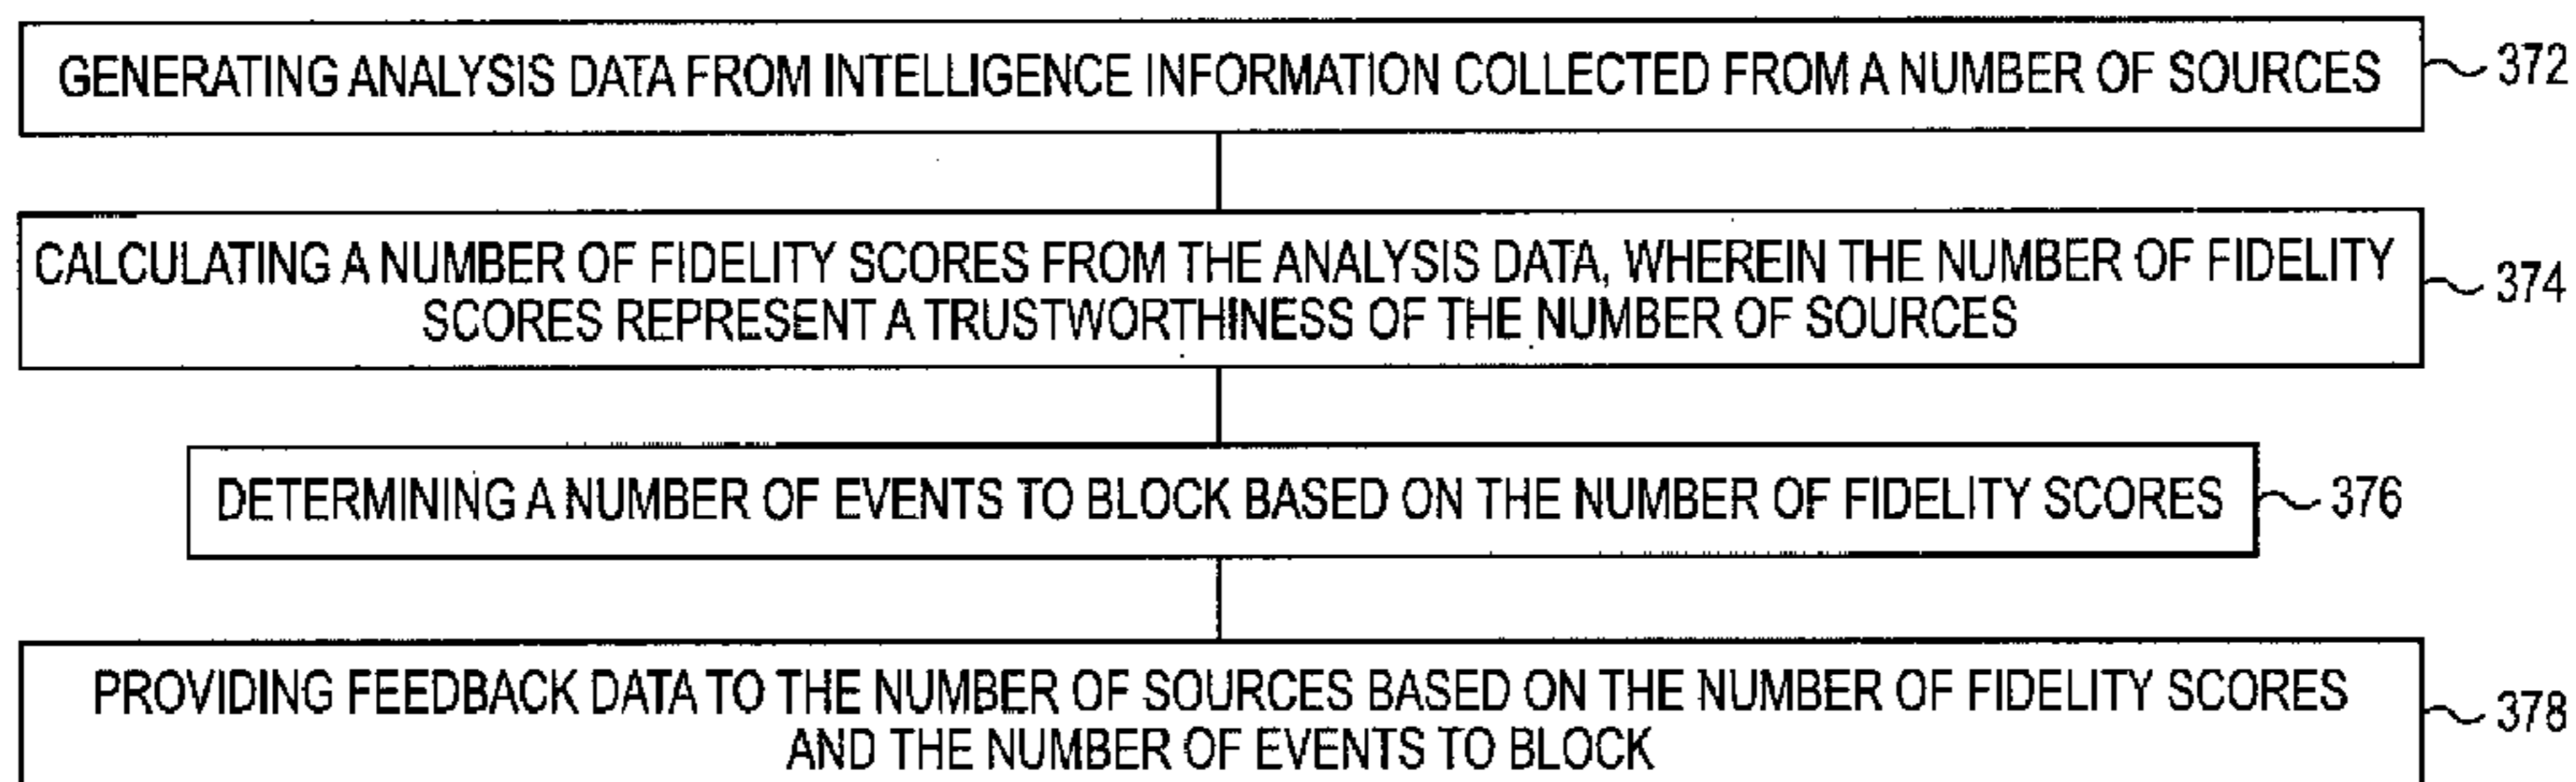 GENERATING ANALYSIS DATA FROM INTELLIGENCE INFORMATION COLLECTED FROM A NUMBER OF SOURCES
372
CALCULATING A NUMBER OF FIDELITY SCORES FROM THE ANALYSIS DATA, WHEREIN THE NUMBER OF FIDELITY
SCORES REPRESENT A TRUSTWORTHINESS OF THE NUMBER OF SOURCES
374
DETERMINING A NUMBER OF EVENTS TO BLOCK BASED ON THE NUMBER OF FIDELITY SCORES
376
PROVIDING FEEDBACK DATA TO THE NUMBER OF SOURCES BASED ON THE NUMBER OF FIDELITY SCORES
AND THE NUMBER OF EVENTS TO BLOCK
378